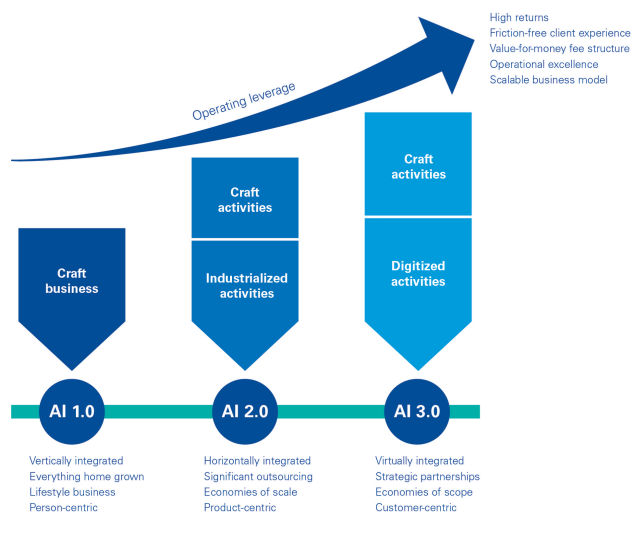 High returns
Friction-free client experience
Value-for-money fee structure
Operational excellence
Scalable business model
Operating leverage
Craft
business
Craft
activities
Industrialized
activities
Craft
activities
Digitized
activities
AI 1.0
AI 2.0
AI 3.0
Vertically integrated
Everything home grown
Lifestyle business
Person-centric
Horizontally integrated
Significant outsourcing
Economies of scale
Product-centric
Virtually integrated
Strategic partnerships
Economies of scope
Customer-centric